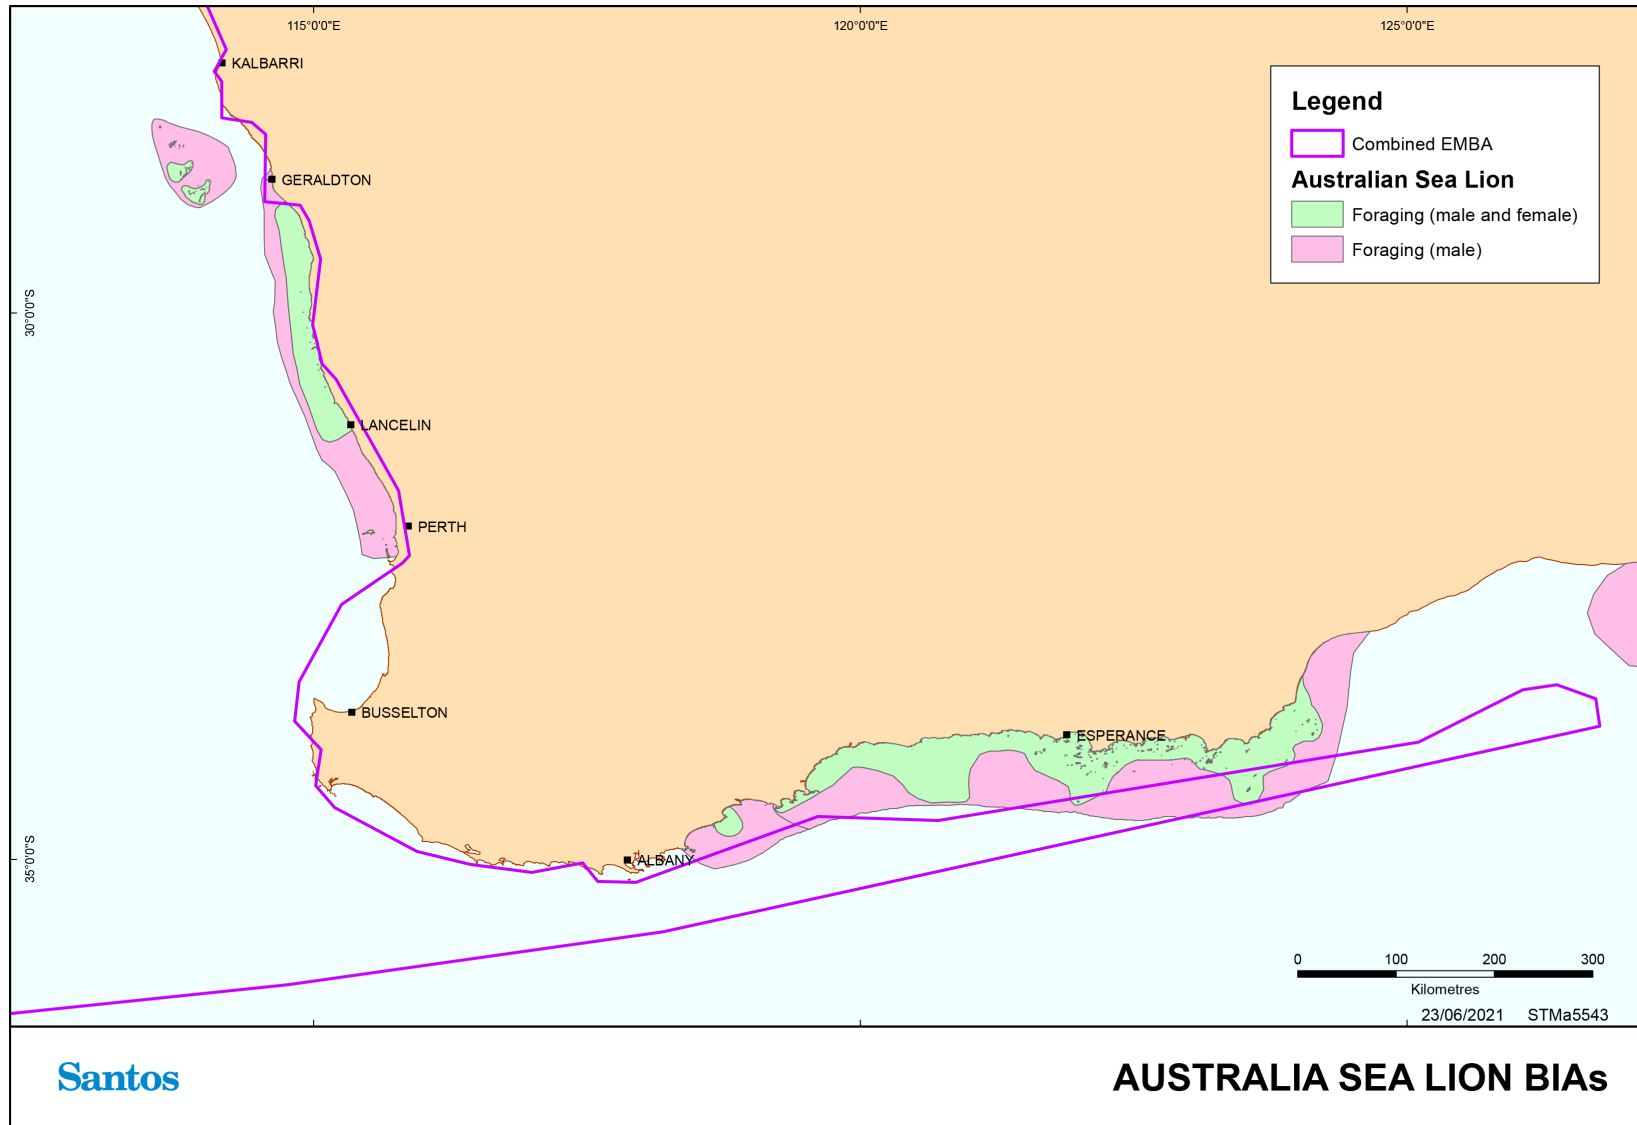 115°0'0"E
120°0'0"E
125°0'0"E
KALBARRI
Legend
Combined EMBA
Australian Sea Lion
GERALDTON
Foraging (male and female)
Foraging (male)
30°0'0"S
LANCELIN
PERTH
BUSSELTON
ESPERANCE
ALBANY
35°0'0"S
0 100 200 300
Kilometres
23/06/2021 STMa5543
Santos
AUSTRALIA SEA LION BIAs